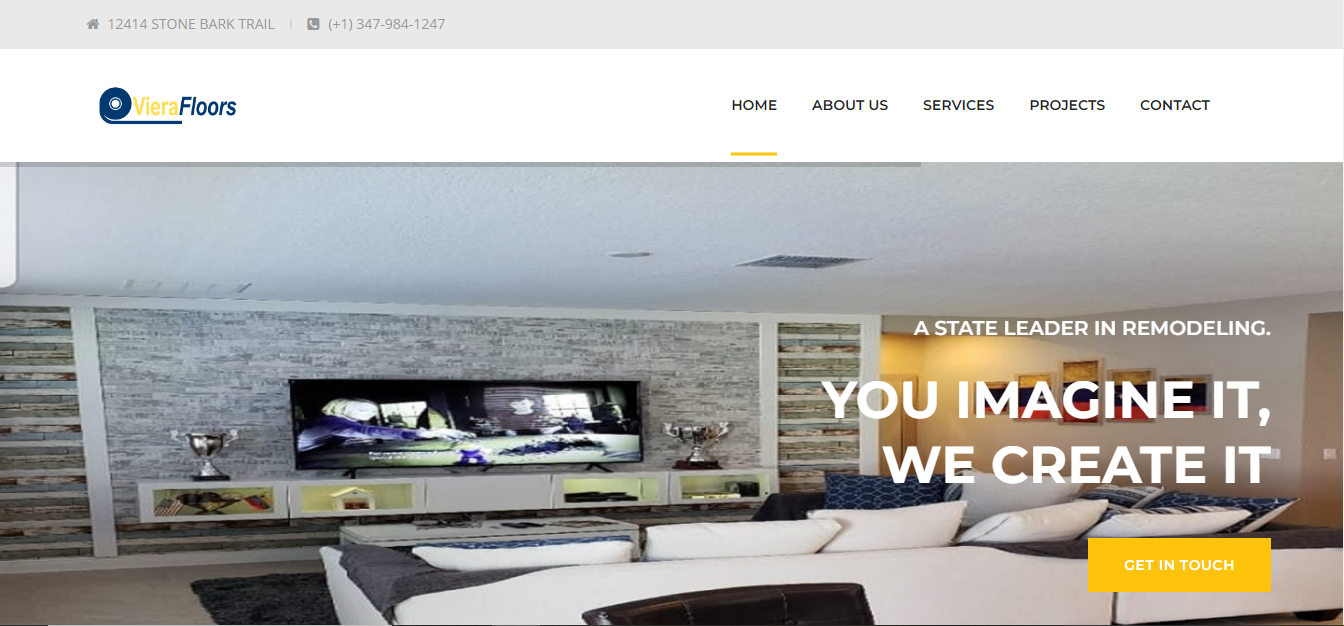 12414 STONE BARK TRAIL (+1) 347-984-1247
VieraFloors
HOME ABOUT US SERVICES PROJECTS CONTACT
A STATE LEADER IN REMODELING.
YOU IMAGINE IT,
WE CREATE IT
GET IN TOUCH